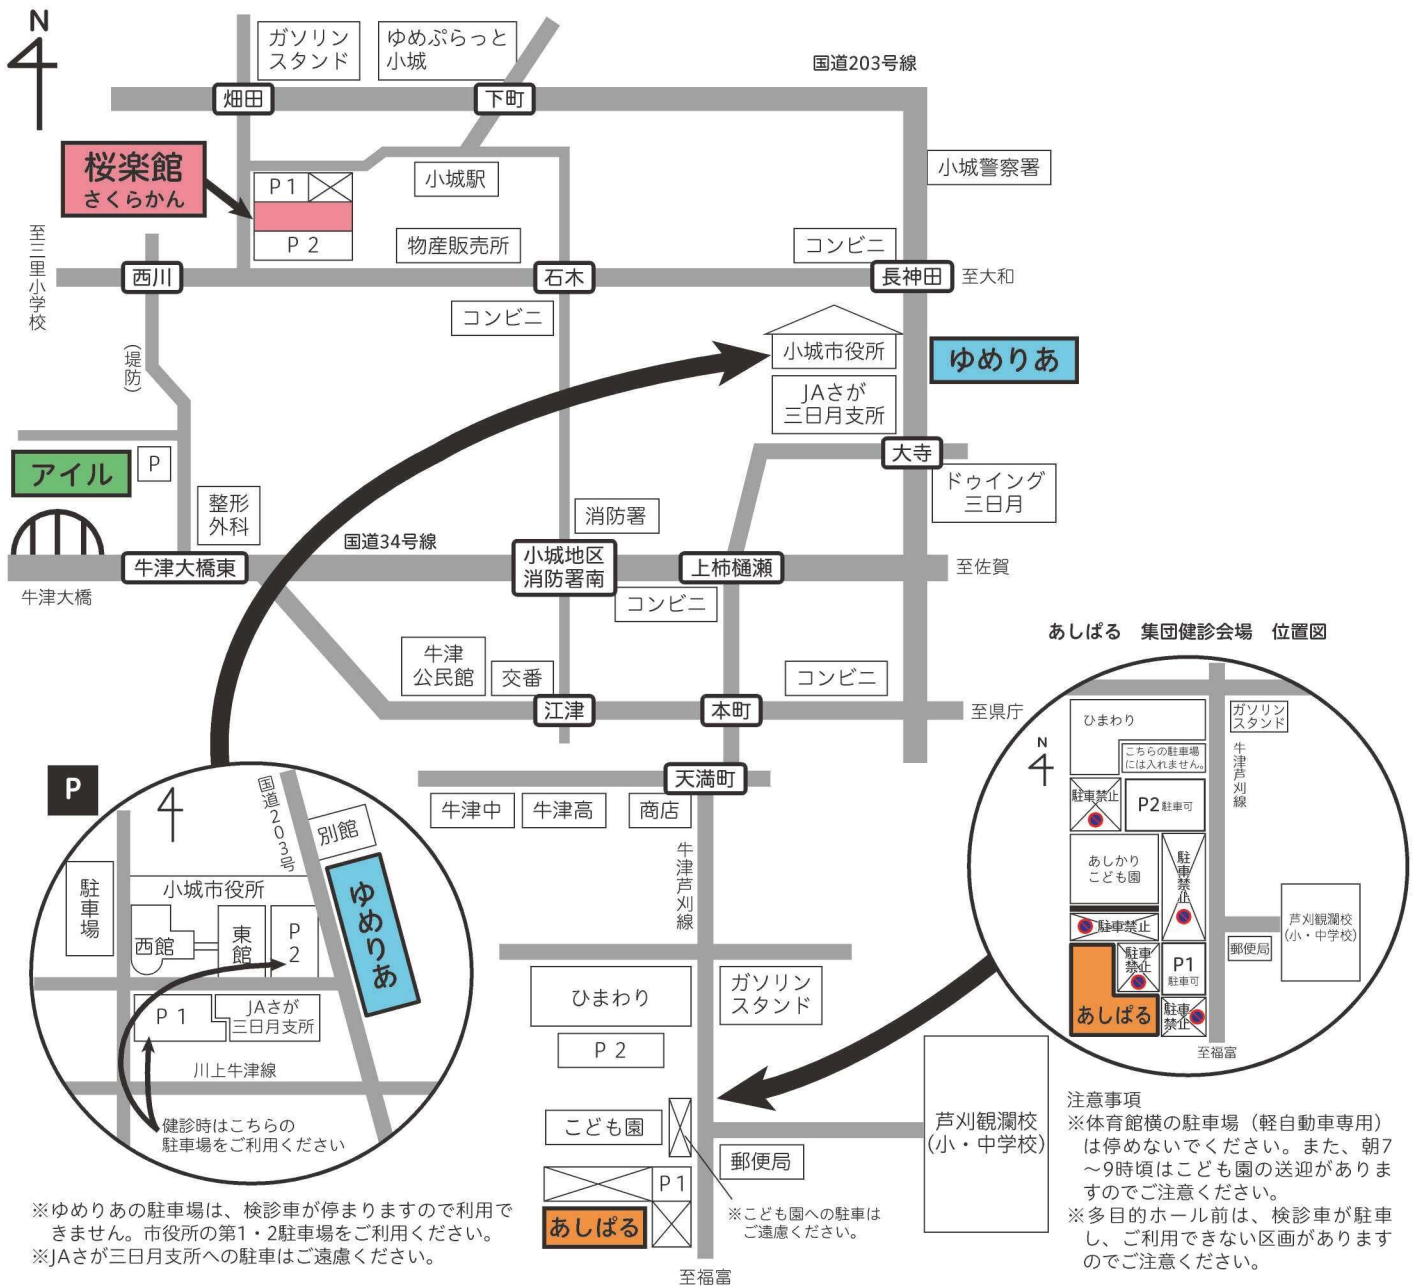 N
ガソリン
スタンド
ゆめぷらっと
小城
国道203号線
畑田
下町
桜楽館
さくらかん
P1
P2
小城駅
小城警察署
至三里小学校
物産販売所
コンビニ
西川
石木
長神田
至大和
コンビニ
(堤防)
小城市役所
ゆめりあ
JAさが
三日月支所
大寺
アイル
P
整形
外科
ドゥイング
三日月
消防署
国道34号線
牛津大橋東
小城地区
消防署南
上柿樋瀬
至佐賀
牛津大橋
コンビニ
牛津
公民館
交番
コンビニ
江津
本町
至県庁
天満町
牛津中
牛津高
商店
牛津芦刈線
P
国道203号
別館
駐車場
小城市役所
西館
東館
P2
ゆめりあ
P1
JAさが
三日月支所
川上牛津線
健診時はこちらの
駐車場をご利用ください
※ゆめりあの駐車場は、検診車が停まりますので利用で
きません。市役所の第1・2駐車場をご利用ください。
※JAさが三日月支所への駐車はご遠慮ください。
ひまわり
ガソリン
スタンド
P2
こども園
郵便局
芦刈観瀾校
(小・中学校)
P1
あしぱる
※こども園への駐車は
ご遠慮ください。
至福富
あしぱる 集団健診会場 位置図
N
ひまわり
ガソリン
スタンド
こちらの駐車場
には入れません。
牛津芦刈線
駐車禁止
P2駐車可
あしかり
こども園
駐車禁止
駐車禁止
芦刈観瀾校
(小・中学校)
郵便局
駐車
禁止
P1
駐車可
あしぱる
駐車
禁止
至福富
注意事項
※体育館横の駐車場（軽自動車専用）
は停めないでください。また、朝7
～9時頃はこども園の送迎がありま
すのでご注意ください。
※多目的ホール前は、検診車が駐車
し、ご利用できない区画があります
のでご注意ください。